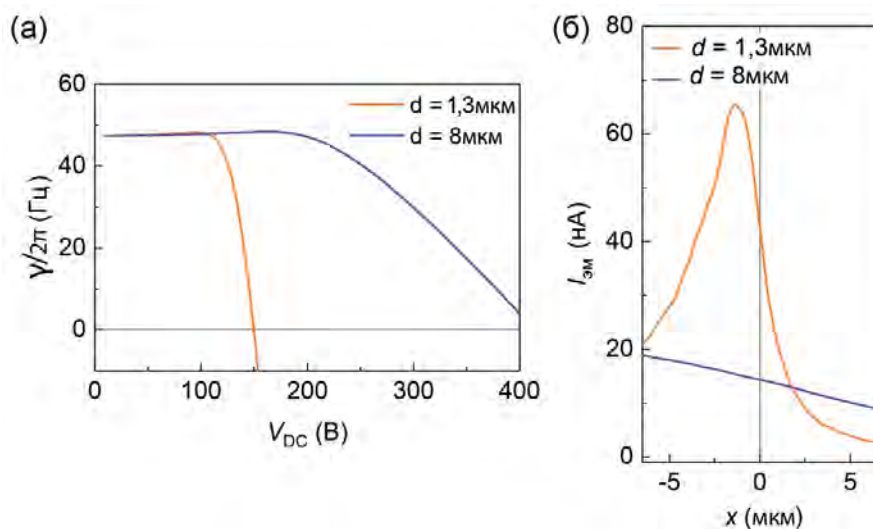 (а)
γ/2π (Гц)
60
40
20
0
0
100
200
300
400
V_DC (В)
d = 1,3мкм
d = 8мкм
(б)
I_эм (нА)
80
60
40
20
0
-5
0
5
x (мкм)
d = 1,3мкм
d = 8мкм